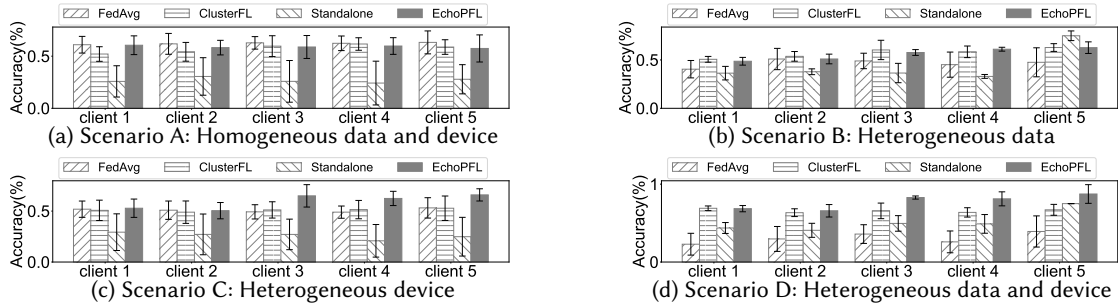 FedAvg ClusterFL Standalone EchoPFL
Accuracy(%)
0.5
0.0
client 1 client 2 client 3 client 4 client 5
(a) Scenario A: Homogeneous data and device
FedAvg ClusterFL Standalone EchoPFL
Accuracy(%)
0.5
0.0
client 1 client 2 client 3 client 4 client 5
(b) Scenario B: Heterogeneous data
FedAvg ClusterFL Standalone EchoPFL
Accuracy(%)
0.5
0.0
client 1 client 2 client 3 client 4 client 5
(c) Scenario C: Heterogeneous device
FedAvg ClusterFL Standalone EchoPFL
Accuracy(%)
1
0
client 1 client 2 client 3 client 4 client 5
(d) Scenario D: Heterogeneous data and device